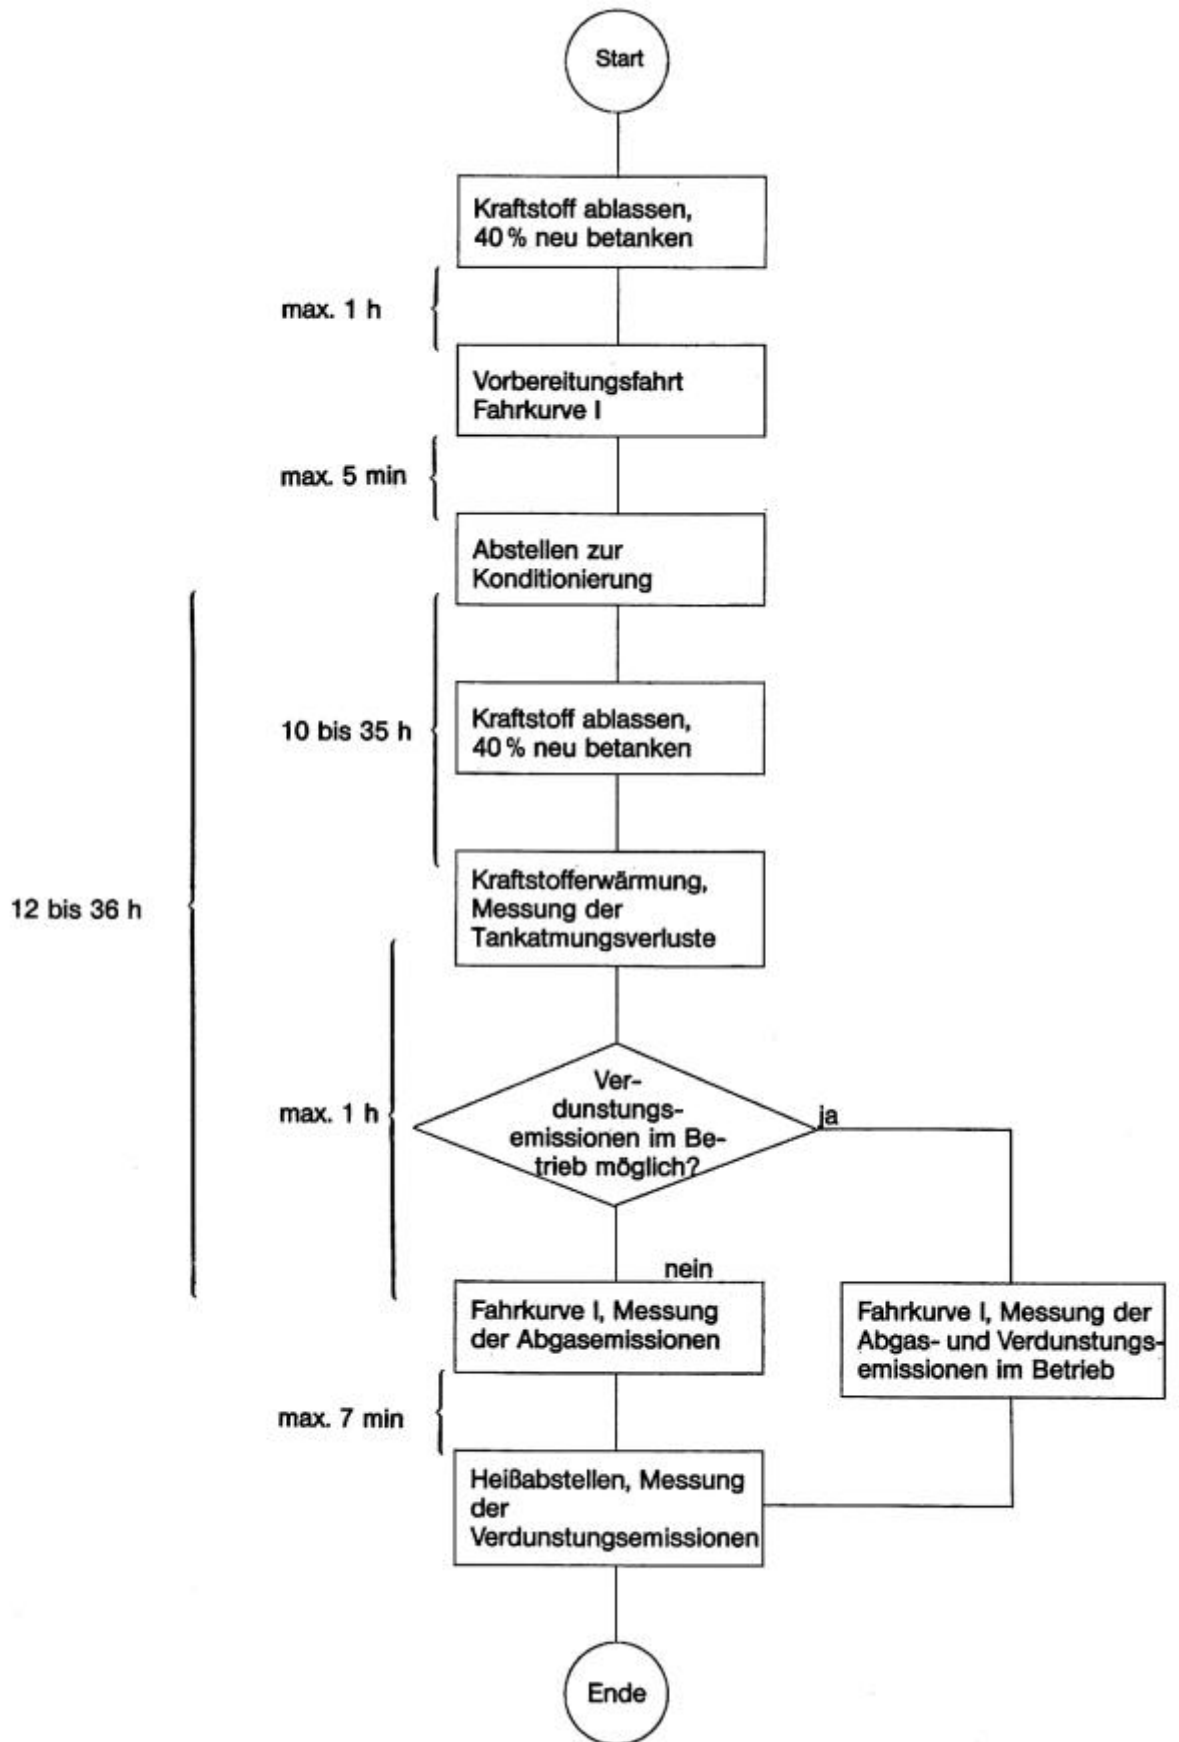 Start
Kraftstoff ablassen,
40 % neu betanken
max. 1 h
Vorbereitungsfahrt
Fahrkurve I
max. 5 min
Abstellen zur
Konditionierung
10 bis 35 h
Kraftstoff ablassen,
40 % neu betanken
Kraftstofferwärmung,
Messung der
Tankatmungsverluste
12 bis 36 h
max. 1 h
Ver-
dunstungs-
emissionen im Be-
trieb möglich?
ja
nein
Fahrkurve I, Messung
der Abgasemissionen
Fahrkurve I, Messung der
Abgas- und Verdunstungs-
emissionen im Betrieb
max. 7 min
Heißabstellen, Messung
der
Verdunstungsemissionen
Ende